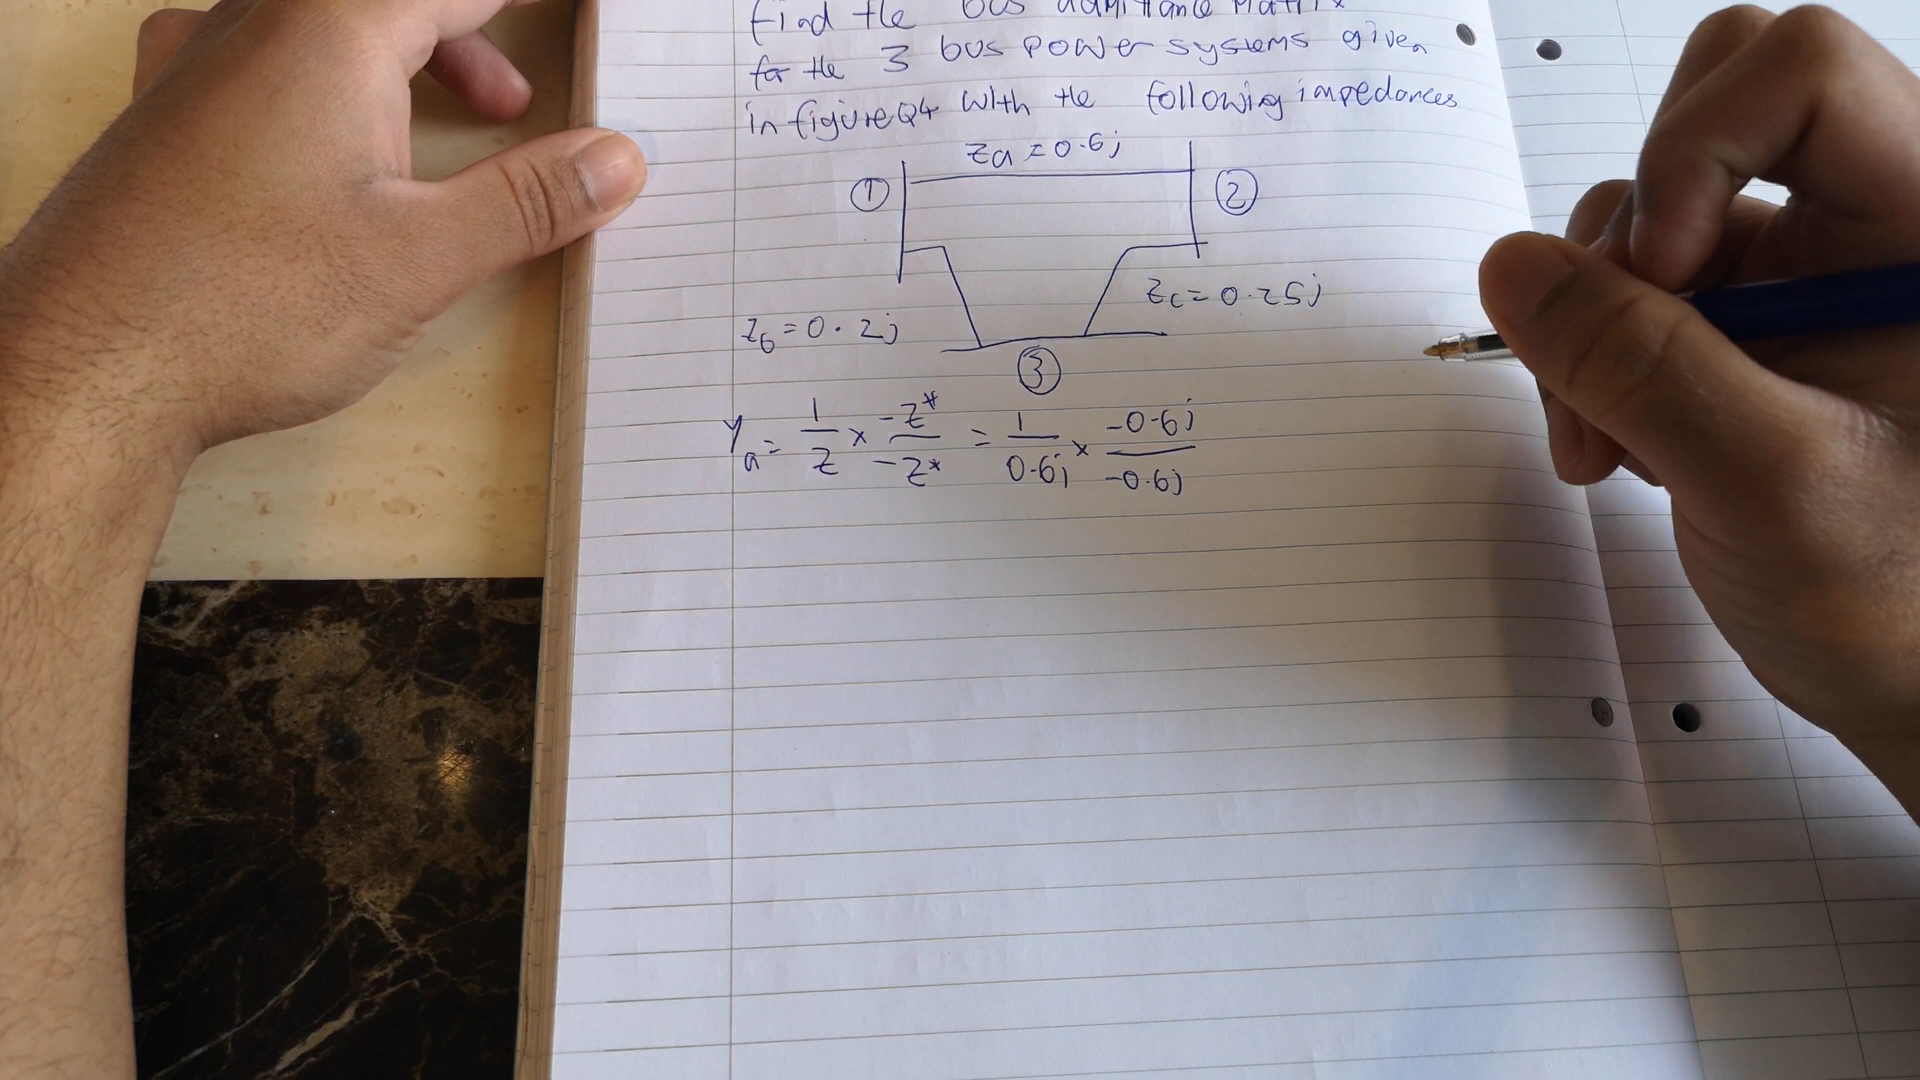 find the bus admittance matrix
for the 3 bus power systems given
in figure Q4 with the following impedances
Za = 0.6j
1 2
Zb = 0.2j Zc = 0.25j
3
Ya = 1/Z × -Z*/-Z* = 1/0.6j × -0.6j/-0.6j